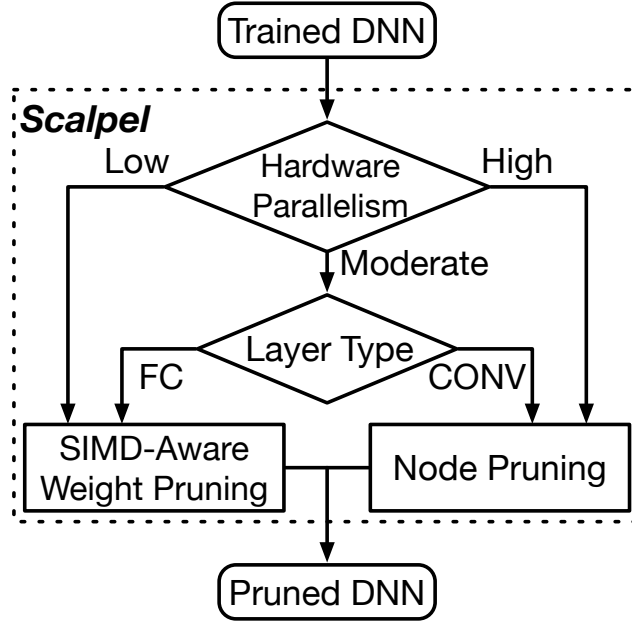 Trained DNN
Scalpel
Low
Hardware
Parallelism
High
Moderate
Layer Type
FC
CONV
SIMD-Aware
Weight Pruning
Node Pruning
Pruned DNN